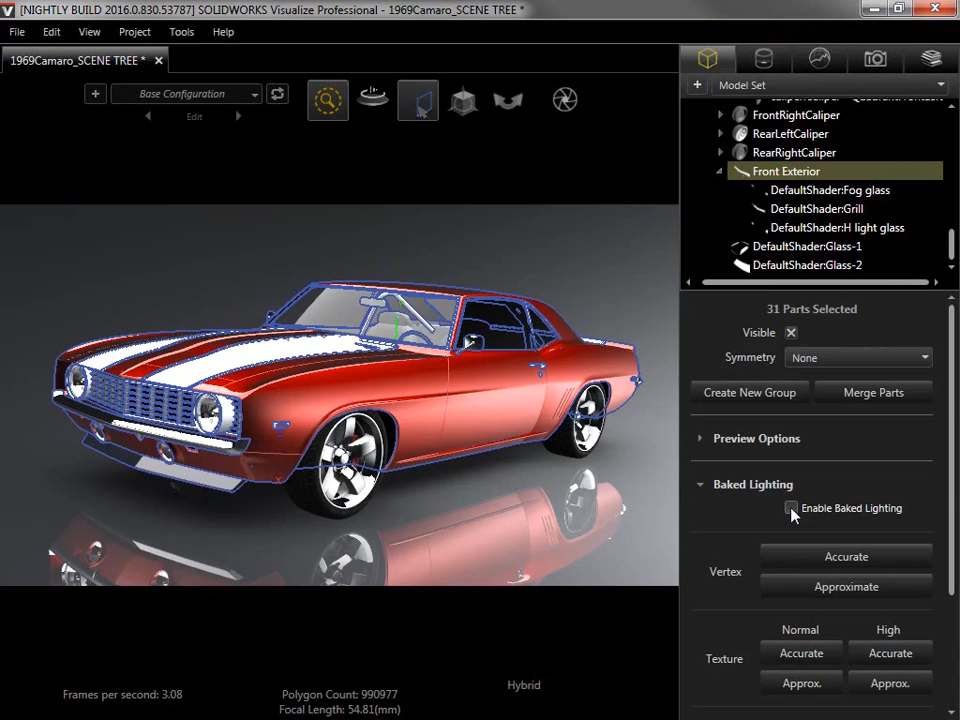 [NIGHTLY BUILD 2016.0.830.53787] SOLIDWORKS Visualize Professional - 1969Camaro_SCENE TREE *
File Edit View Project Tools Help
1969Camaro_SCENE TREE *
Base Configuration
Edit
Model Set
FrontRightCaliper
RearLeftCaliper
RearRightCaliper
Front Exterior
DefaultShader:Fog glass
DefaultShader:Grill
DefaultShader:H light glass
DefaultShader:Glass-1
DefaultShader:Glass-2
31 Parts Selected
Visible
Symmetry None
Create New Group Merge Parts
Preview Options
Baked Lighting
Enable Baked Lighting
Vertex
Accurate
Approximate
Normal High
Texture
Accurate Accurate
Approx. Approx.
Frames per second: 3.08
Polygon Count: 990977
Focal Length: 54.81(mm)
Hybrid